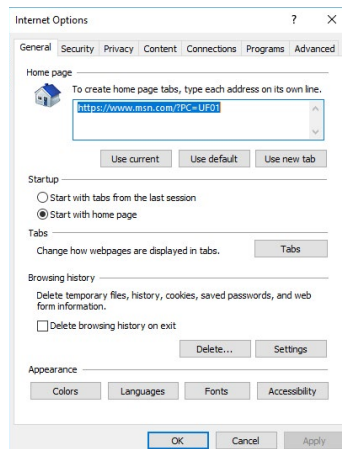 Internet Options
? X
General Security Privacy Content Connections Programs Advanced
Home page
To create home page tabs, type each address on its own line.
https://www.msn.com/?PC=UF01
Use current Use default Use new tab
Startup
Start with tabs from the last session
Start with home page
Tabs
Change how webpages are displayed in tabs. Tabs
Browsing history
Delete temporary files, history, cookies, saved passwords, and web
form information.
Delete browsing history on exit
Delete... Settings
Appearance
Colors Languages Fonts Accessibility
OK Cancel Apply